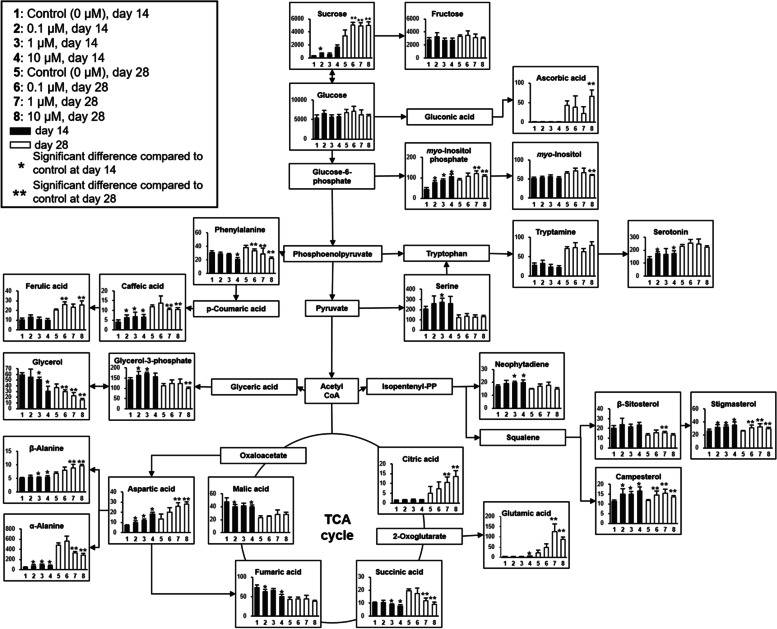 1: Control (0 µM), day 14
2: 0.1 µM, day 14
3: 1 µM, day 14
4: 10 µM, day 14
5: Control (0 µM), day 28
6: 0.1 µM, day 28
7: 1 µM, day 28
8: 10 µM, day 28
day 14
day 28
* Significant difference compared to
control at day 14
** Significant difference compared to
control at day 28
Sucrose
6000
4000
2000
0
* ** ** **
1 2 3 4 5 6 7 8
Fructose
6000
4000
2000
0
1 2 3 4 5 6 7 8
Glucose
10000
5000
0
1 2 3 4 5 6 7 8
Gluconic acid
Ascorbic acid
100
50
0
**
1 2 3 4 5 6 7 8
Glucose-6-
phosphate
myo-Inositol
phosphate
200
100
0
* * * ** **
1 2 3 4 5 6 7 8
myo-Inositol
100
50
0
**
1 2 3 4 5 6 7 8
Phenylalanine
60
40
20
0
* ** ** **
1 2 3 4 5 6 7 8
Phosphoenolpyruvate
Tryptophan
Tryptamine
100
50
0
1 2 3 4 5 6 7 8
Serotonin
300
200
100
0
* * *
1 2 3 4 5 6 7 8
Ferulic acid
40
30
20
10
0
** ** **
1 2 3 4 5 6 7 8
Caffeic acid
20
15
10
5
0
* * * ** **
1 2 3 4 5 6 7 8
p-Coumaric acid
Pyruvate
Serine
400
300
200
100
0
*
1 2 3 4 5 6 7 8
Glycerol
70
60
50
40
30
20
10
0
* * ** ** **
1 2 3 4 5 6 7 8
Glycerol-3-phosphate
200
150
100
50
0
* * **
1 2 3 4 5 6 7 8
Glyceric acid
Acetyl
CoA
Isopentenyl-PP
Neophytadiene
30
20
10
0
* *
1 2 3 4 5 6 7 8
Squalene
β-Sitosterol
40
30
20
10
0
**
1 2 3 4 5 6 7 8
Stigmasterol
60
40
20
0
* * * ** ** **
1 2 3 4 5 6 7 8
Campesterol
20
15
10
5
0
* * * ** ** **
1 2 3 4 5 6 7 8
β-Alanine
15
10
5
0
* * ** **
1 2 3 4 5 6 7 8
Oxaloacetate
Aspartic acid
40
30
20
10
0
* * * ** **
1 2 3 4 5 6 7 8
Malic acid
60
40
20
0
* * *
1 2 3 4 5 6 7 8
Citric acid
20
15
10
5
0
** **
1 2 3 4 5 6 7 8
α-Alanine
800
600
400
200
0
* * * ** **
1 2 3 4 5 6 7 8
TCA
cycle
2-Oxoglutarate
Glutamic acid
150
125
100
75
50
25
0
* ** **
1 2 3 4 5 6 7 8
Fumaric acid
100
75
50
25
0
* *
1 2 3 4 5 6 7 8
Succinic acid
30
20
10
0
* * ** **
1 2 3 4 5 6 7 8